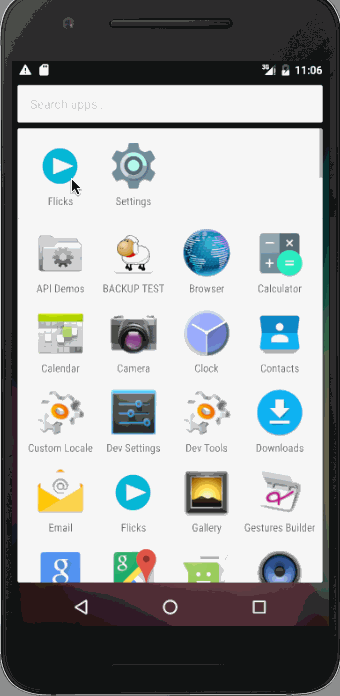 3G 11:06
Search apps...
Flicks Settings
API Demos BACKUP TEST Browser Calculator
Calendar Camera Clock Contacts
Custom Locale Dev Settings Dev Tools Downloads
Email Flicks Gallery Gestures Builder